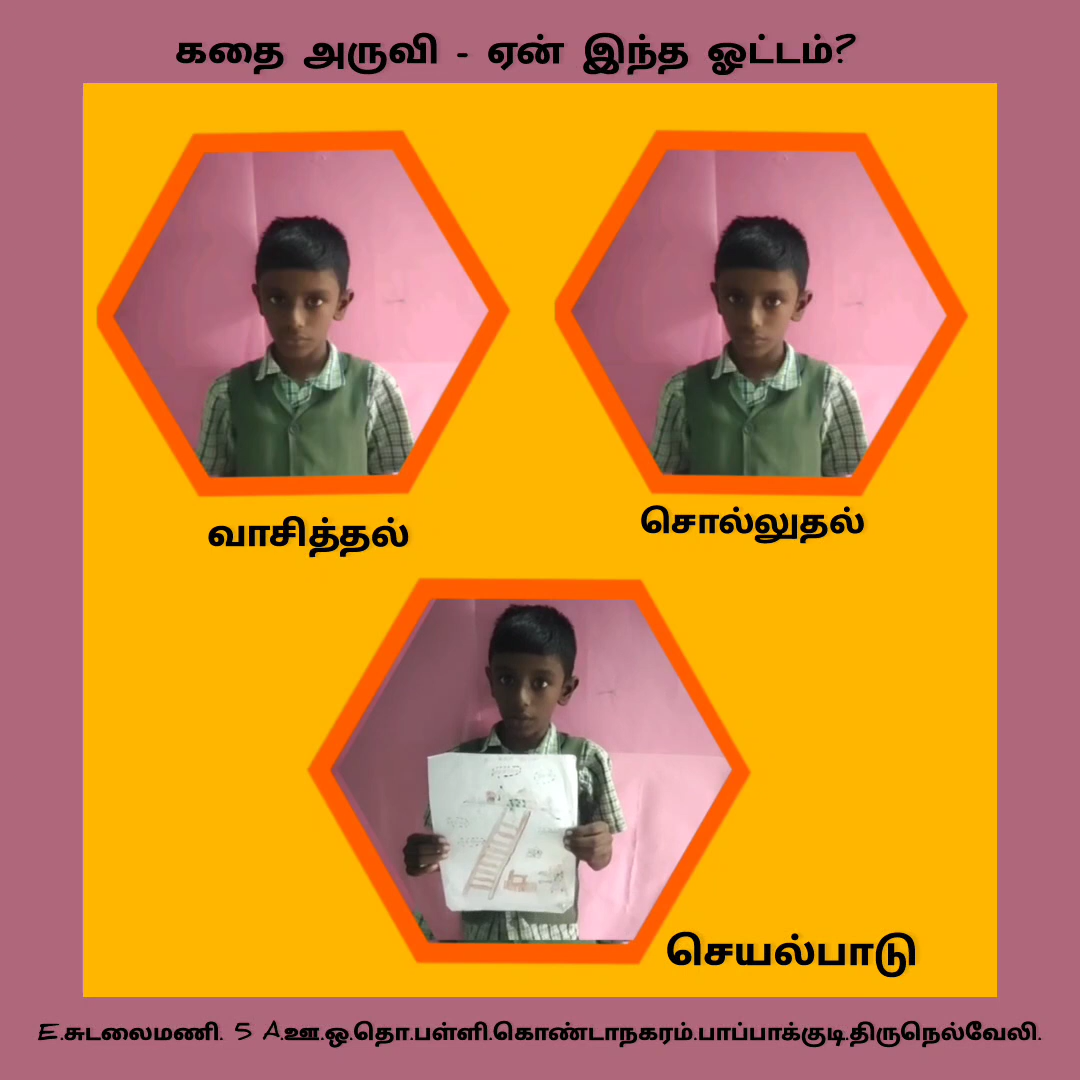 கதை அருவி - ஏன் இந்த ஓட்டம்?
வாசித்தல்
சொல்லுதல்
செயல்பாடு
E.சுடலைமணி. 5 A.ஊ.ஒ.தொ.பள்ளி.கொண்டாநகரம்.பாப்பாக்குடி.திருநெல்வேலி.